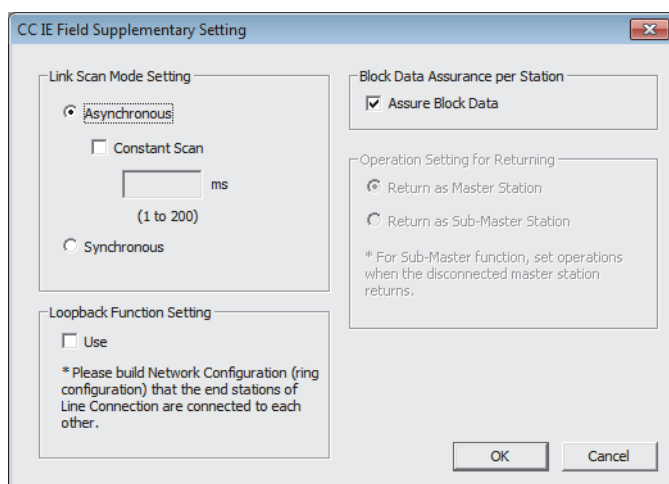 CC IE Field Supplementary Setting
Link Scan Mode Setting
Asynchronous
Constant Scan
ms
(1 to 200)
Synchronous
Loopback Function Setting
Use
* Please build Network Configuration (ring
configuration) that the end stations of
Line Connection are connected to each
other.
Block Data Assurance per Station
Assure Block Data
Operation Setting for Returning
Return as Master Station
Return as Sub-Master Station
* For Sub-Master function, set operations
when the disconnected master station
returns.
OK
Cancel